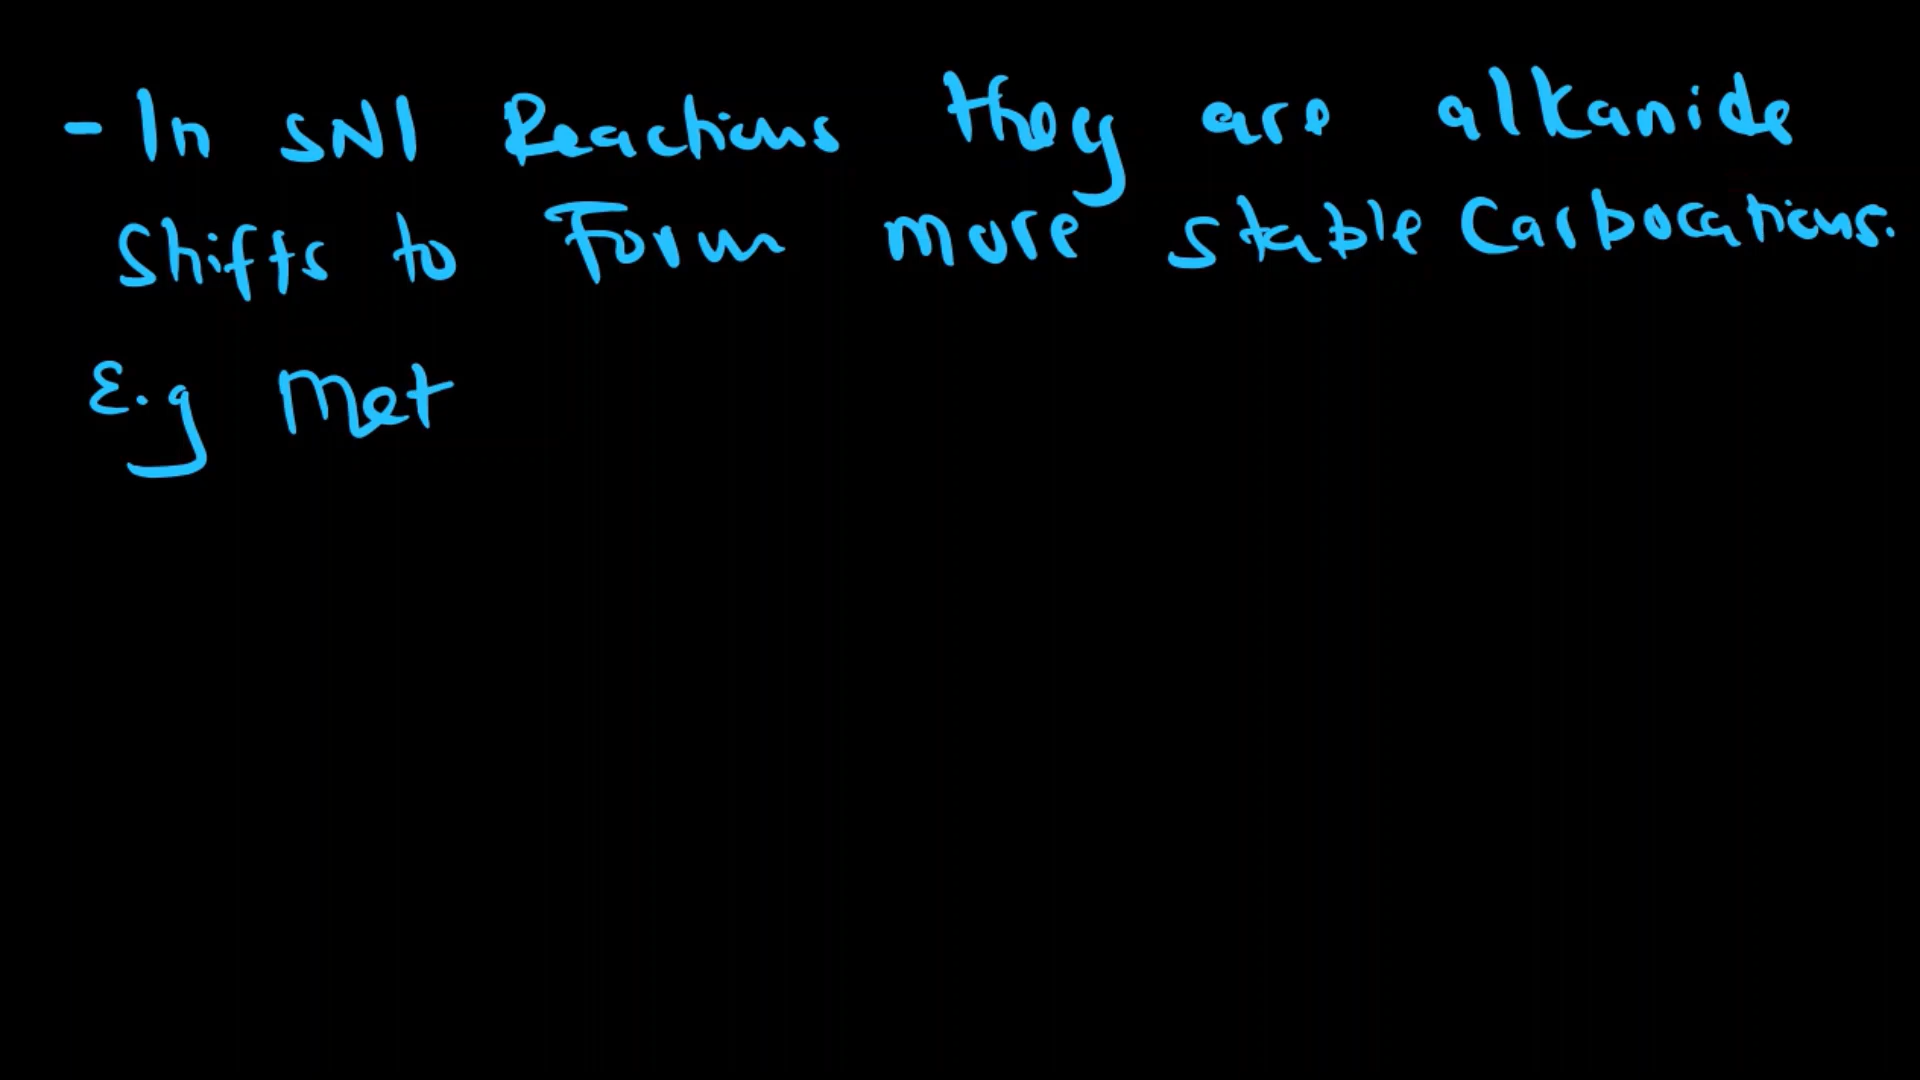 - In SN1 Reactions they are alkanide
Shifts to Form more stable Carbocations.
E.g Met